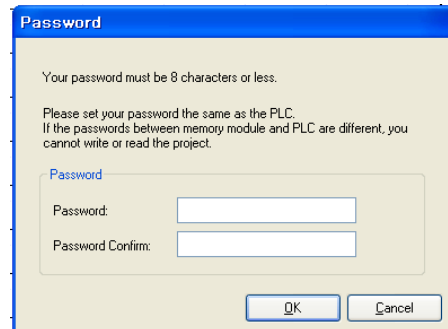 Password
Your password must be 8 characters or less.
Please set your password the same as the PLC.
If the passwords between memory module and PLC are different, you
cannot write or read the project.
Password
Password:
Password Confirm:
OK
Cancel